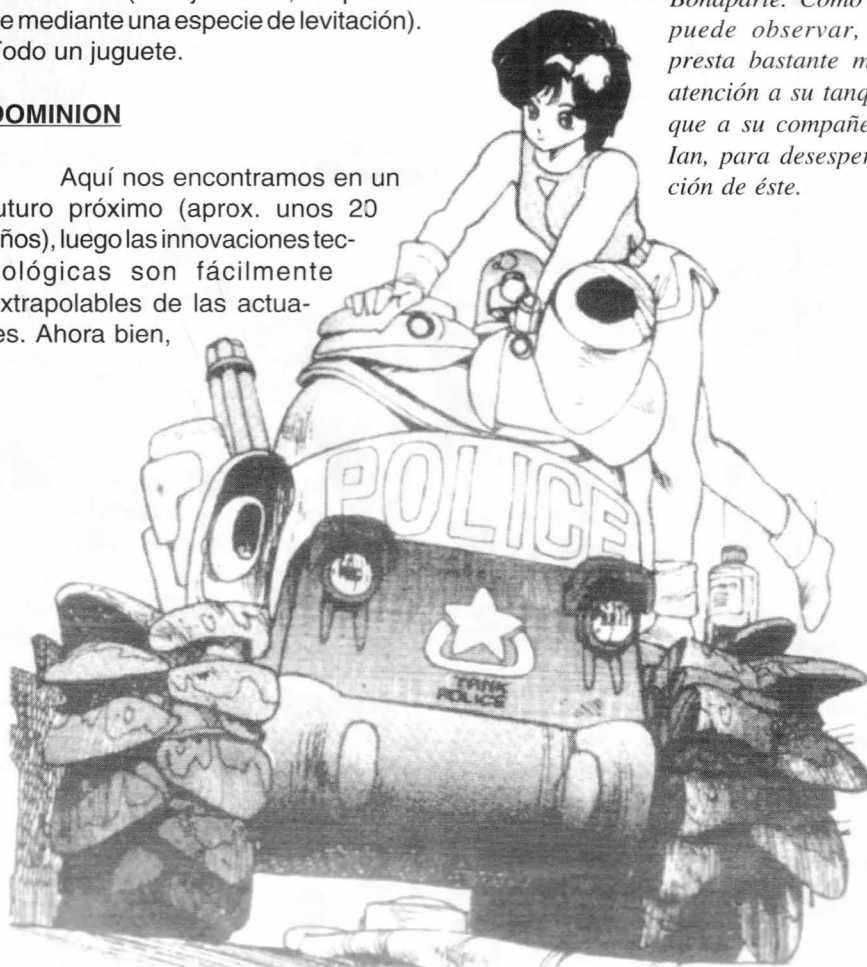 e mediante una especie de levitación).
odo un juguete.
DOMINION
Aquí nos encontramos en un
uturo próximo (aprox. unos 20
ños), luego las innovaciones tec-
ológicas son fácilmente
xtrapolables de las actua-
es. Ahora bien,
Bonaparte. Como
puede observar,
presta bastante m
atención a su tanq
que a su compañe
Ian, para desesper
ción de éste.
POLICE
TANK
POLICE